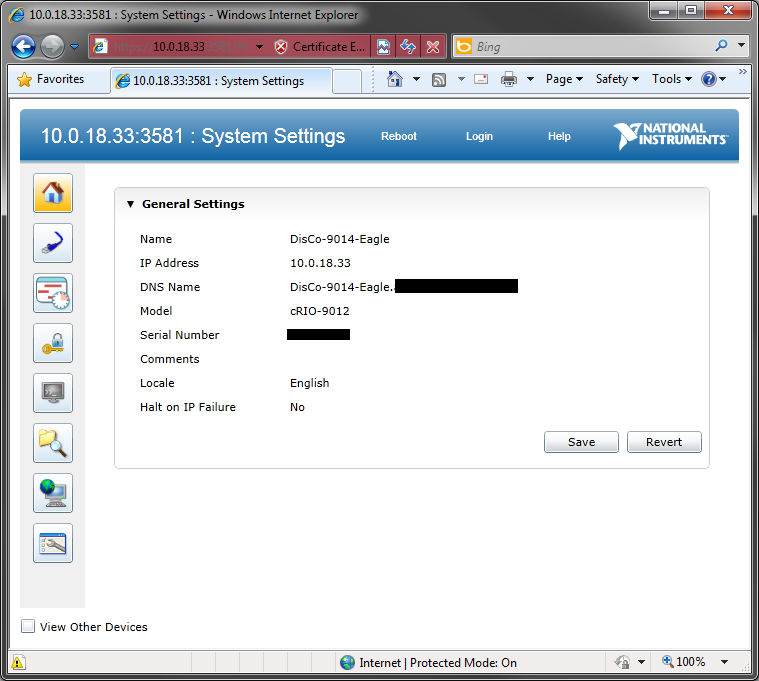 10.0.18.33:3581 : System Settings - Windows Internet Explorer
https://10.0.18.33:3581/ Certificate E... Bing
Favorites 10.0.18.33:3581 : System Settings Page Safety Tools
10.0.18.33:3581 : System Settings Reboot Login Help NATIONAL INSTRUMENTS
General Settings
Name DisCo-9014-Eagle
IP Address 10.0.18.33
DNS Name DisCo-9014-Eagle.
Model cRIO-9012
Serial Number
Comments
Locale English
Halt on IP Failure No
Save Revert
View Other Devices
Internet | Protected Mode: On 100%